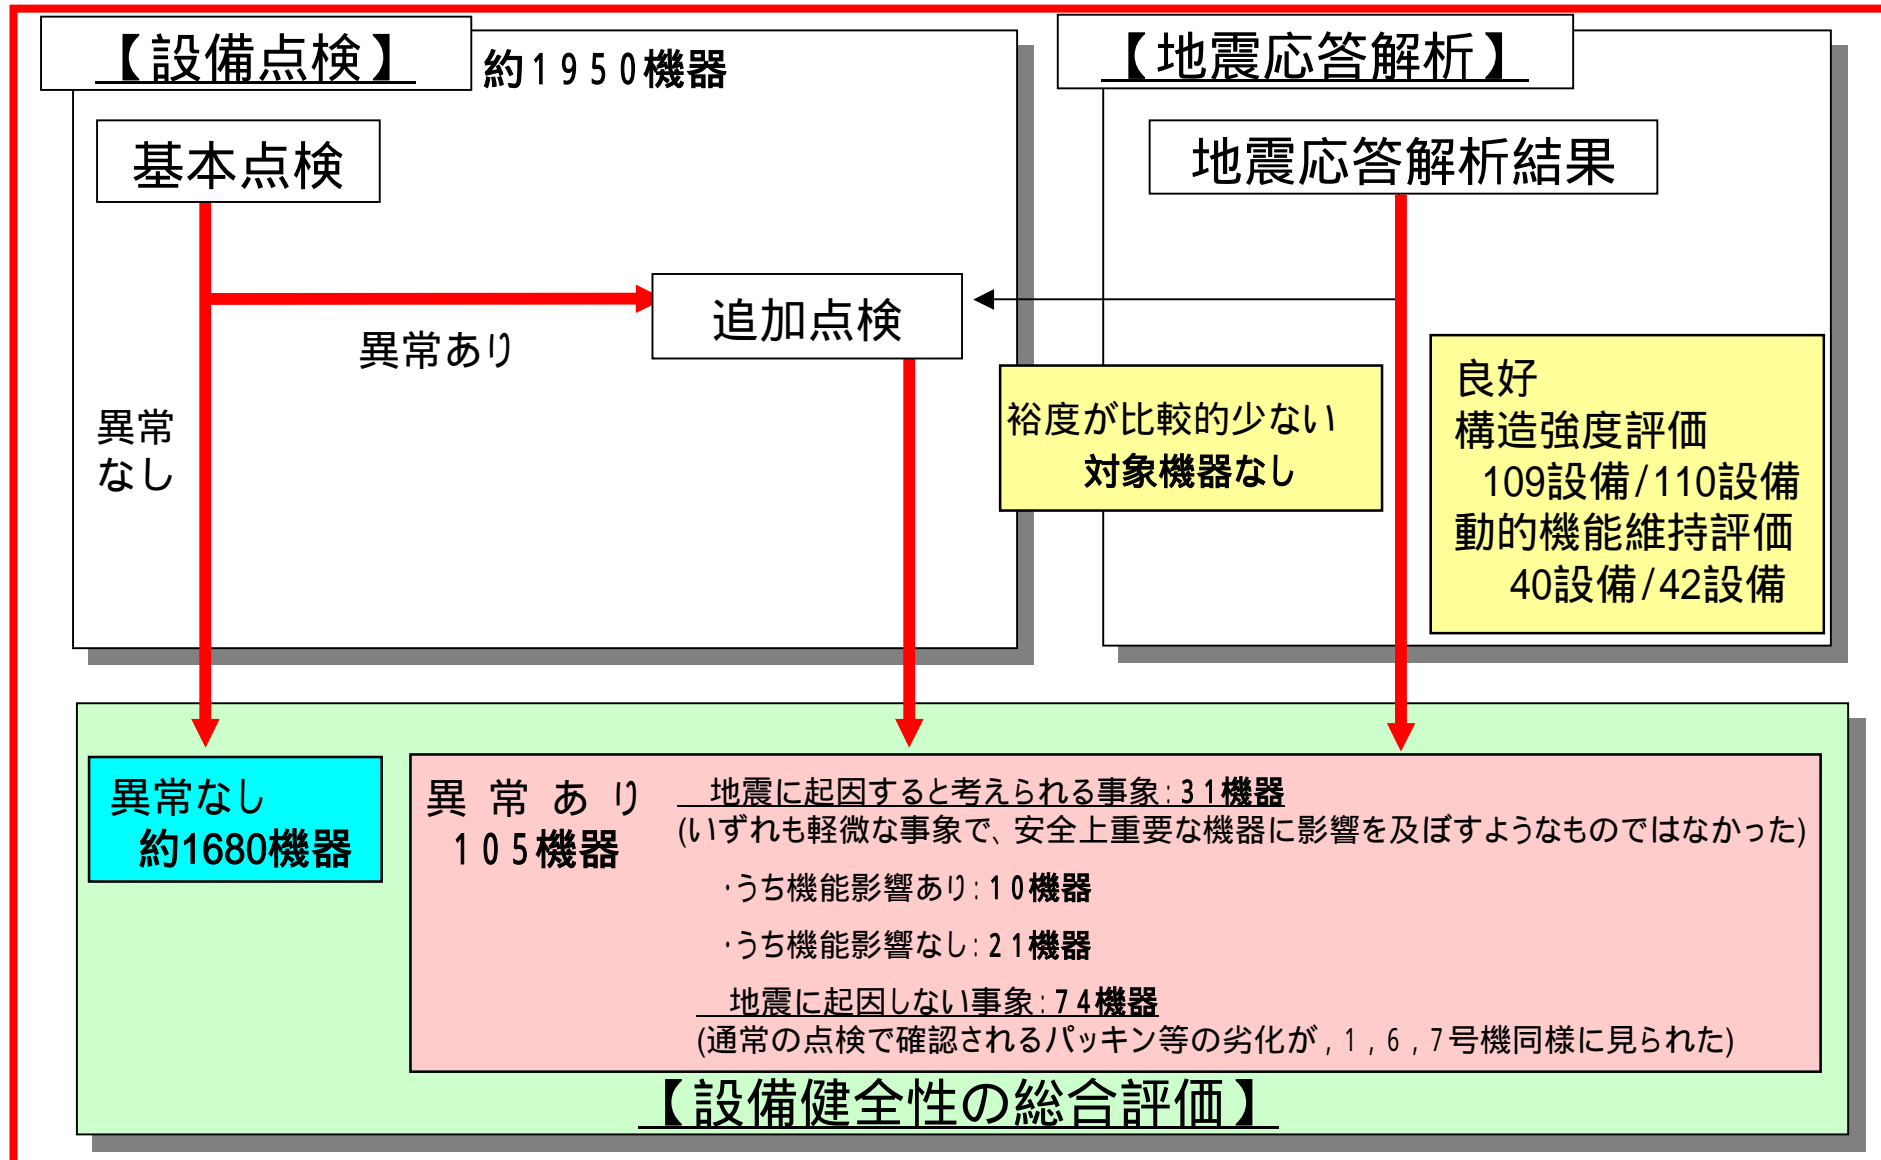 【設備点検】
約1950機器
基本点検
異常あり
追加点検
異常
なし
【地震応答解析】
地震応答解析結果
裕度が比較的少ない
対象機器なし
良好
構造強度評価
109設備/110設備
動的機能維持評価
40設備/42設備
異常なし
約1680機器
異常あり
105機器
地震に起因すると考えられる事象:31機器
(いずれも軽微な事象で、安全上重要な機器に影響を及ぼすようなものではなかった)
・うち機能影響あり:10機器
・うち機能影響なし:21機器
地震に起因しない事象:74機器
(通常の点検で確認されるパッキン等の劣化が,1,6,7号機同様に見られた)
【設備健全性の総合評価】